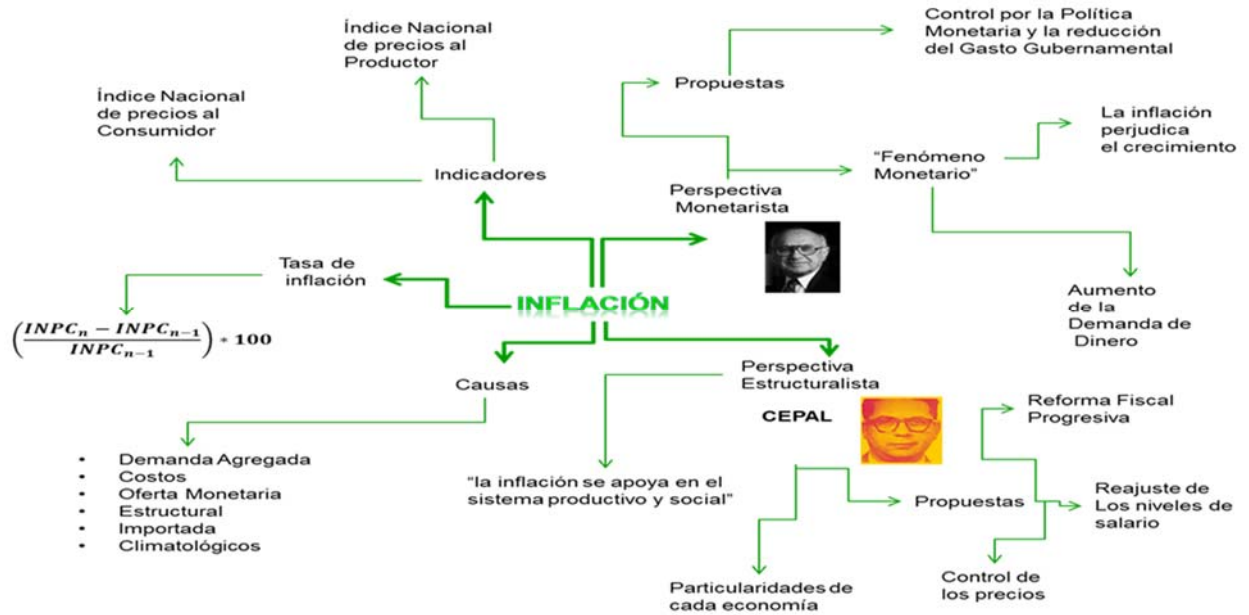 Índice Nacional
de precios al
Productor
Control por la Política
Monetaria y la reducción
del Gasto Gubernamental
Propuestas
Índice Nacional
de precios al
Consumidor
La inflación
perjudica
el crecimiento
Indicadores
"Fenómeno
Monetario"
Perspectiva
Monetarista
Tasa de
inflación
INFLACIÓN
Aumento
de la
Demanda de
Dinero
(INPCₙ − INPCₙ₋₁ / INPCₙ₋₁) * 100
Causas
Perspectiva
Estructuralista
CEPAL
Reforma Fiscal
Progresiva
• Demanda Agregada
• Costos
• Oferta Monetaria
• Estructural
• Importada
• Climatológicos
"la inflación se apoya en el
sistema productivo y social"
Propuestas
Reajuste de
Los niveles de
salario
Particularidades de
cada economía
Control de
los precios